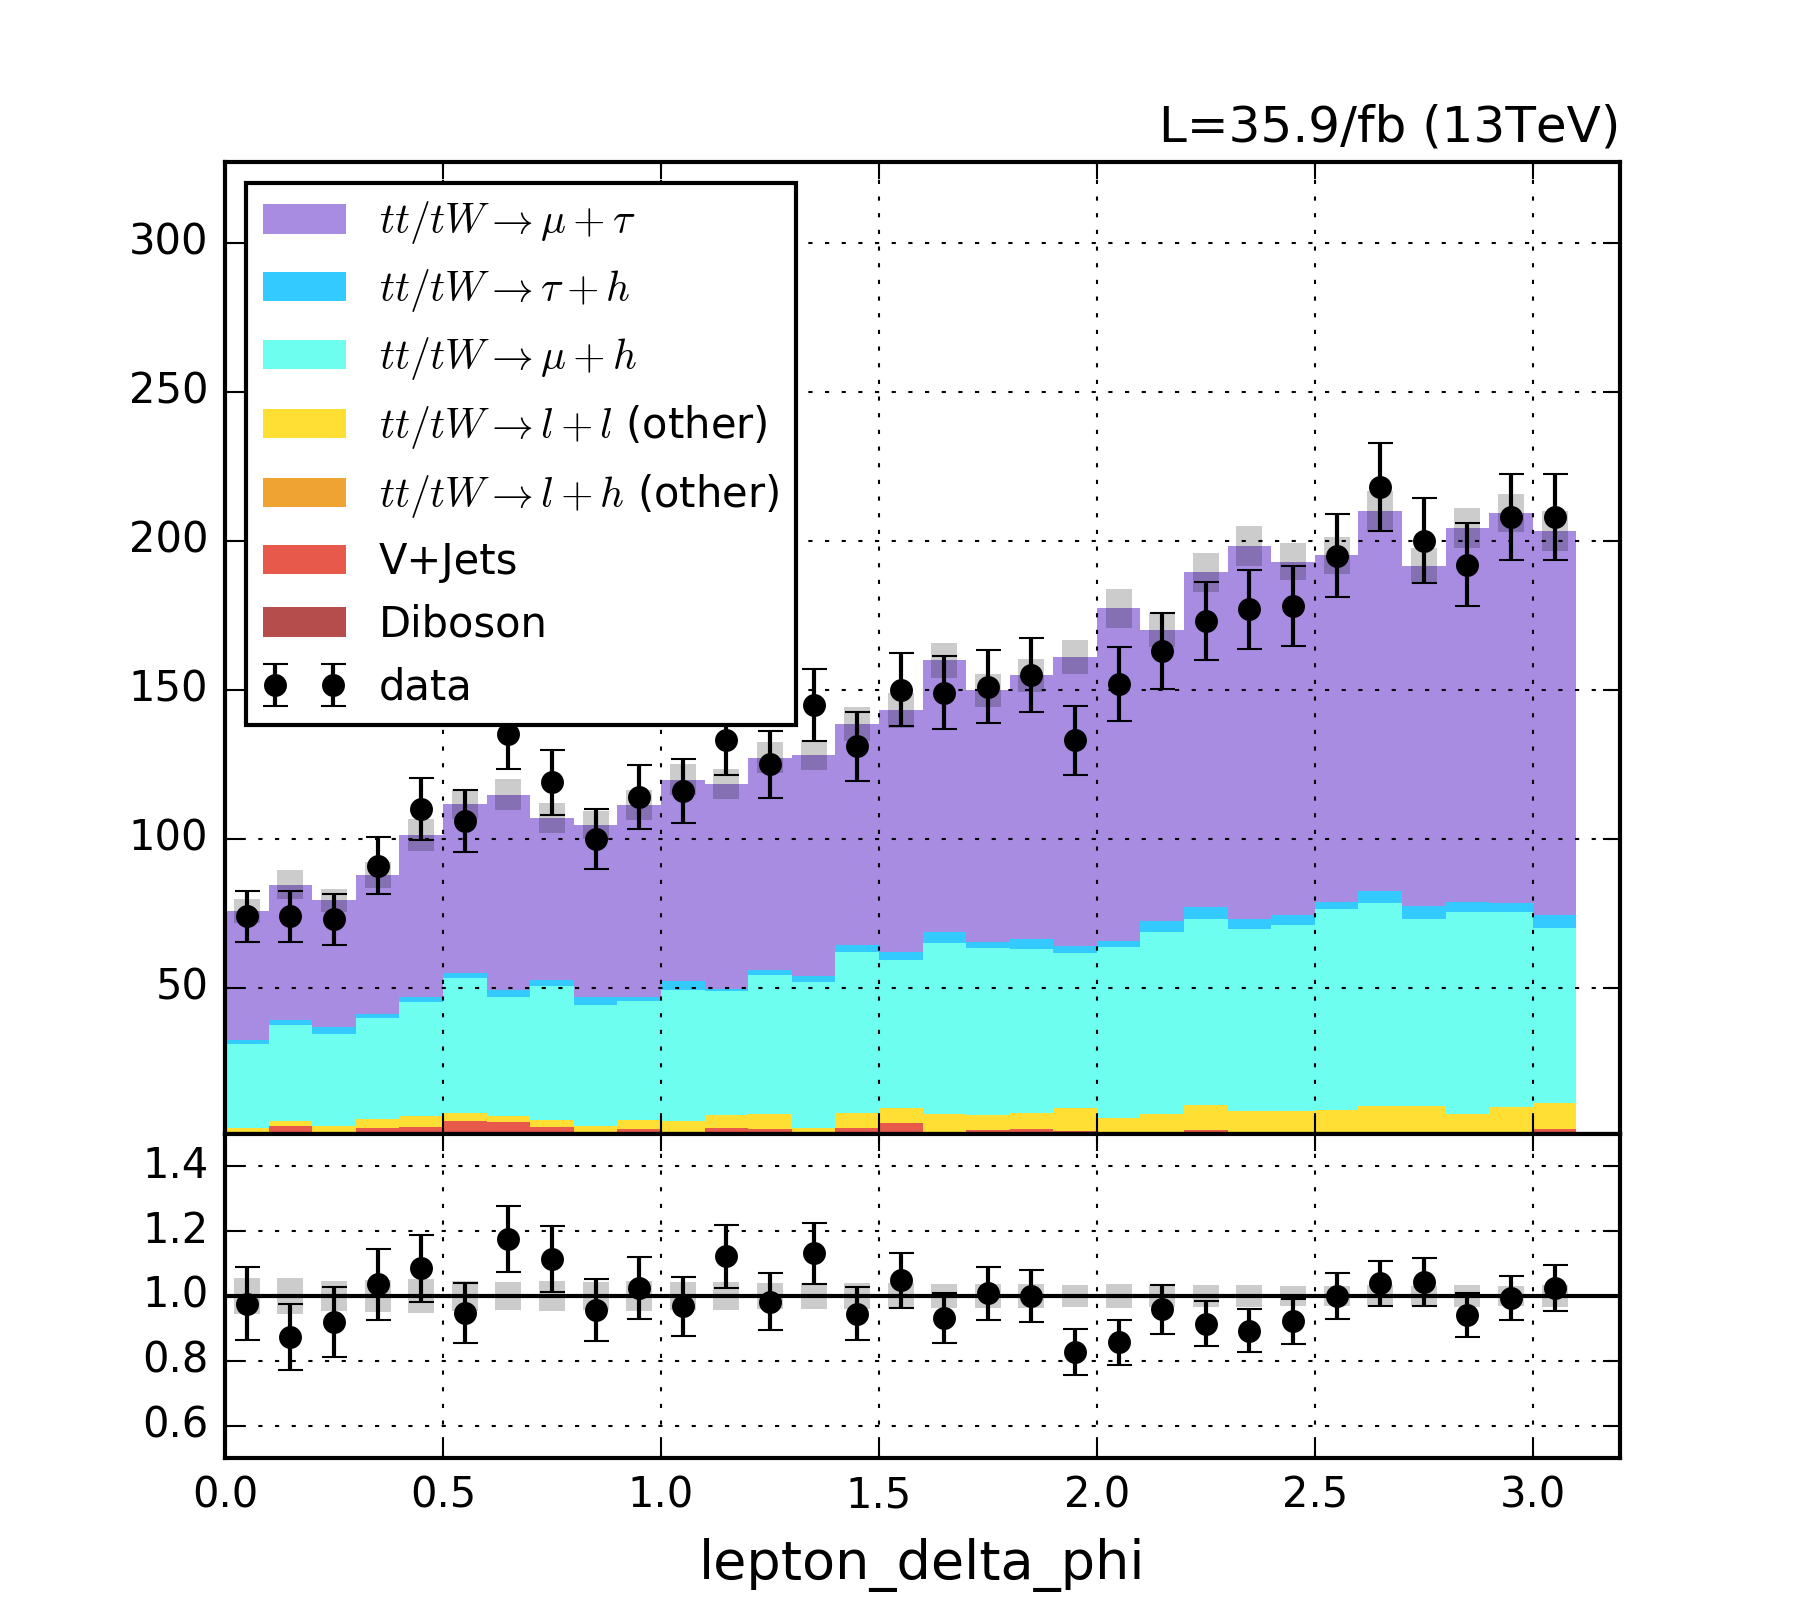 L=35.9/fb (13TeV)
300
250
200
150
100
50
tt/tW → μ + τ
tt/tW → τ + h
tt/tW → μ + h
tt/tW → l + l (other)
tt/tW → l + h (other)
V+Jets
Diboson
data
1.4
1.2
1.0
0.8
0.6
0.0 0.5 1.0 1.5 2.0 2.5 3.0
lepton_delta_phi